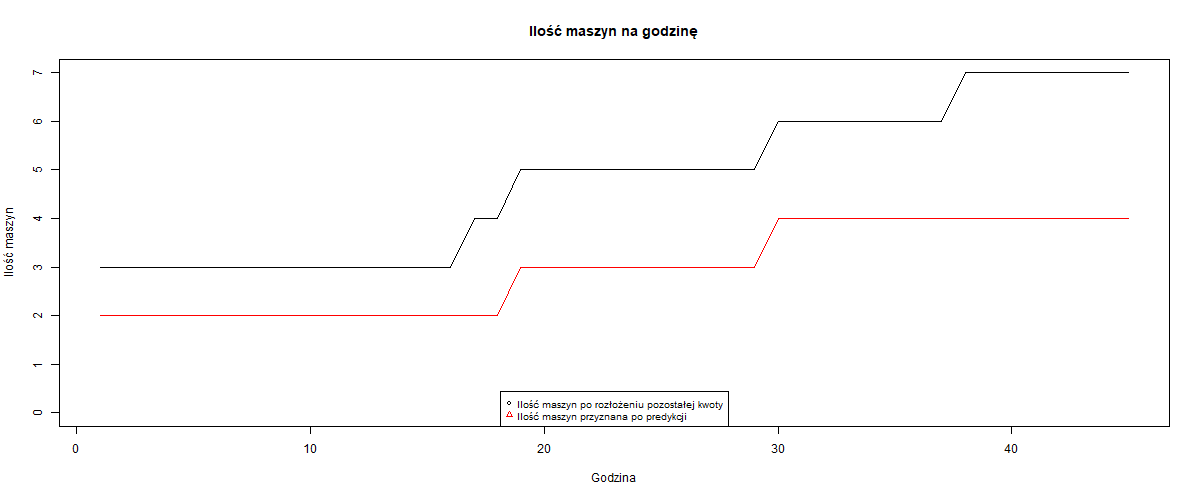 Ilość maszyn na godzinę
Ilość maszyn
7
6
5
4
3
2
1
0
Ilość maszyn po rozłożeniu pozostałej kwoty
Ilość maszyn przyznana po predykcji
0 10 20 30 40
Godzina